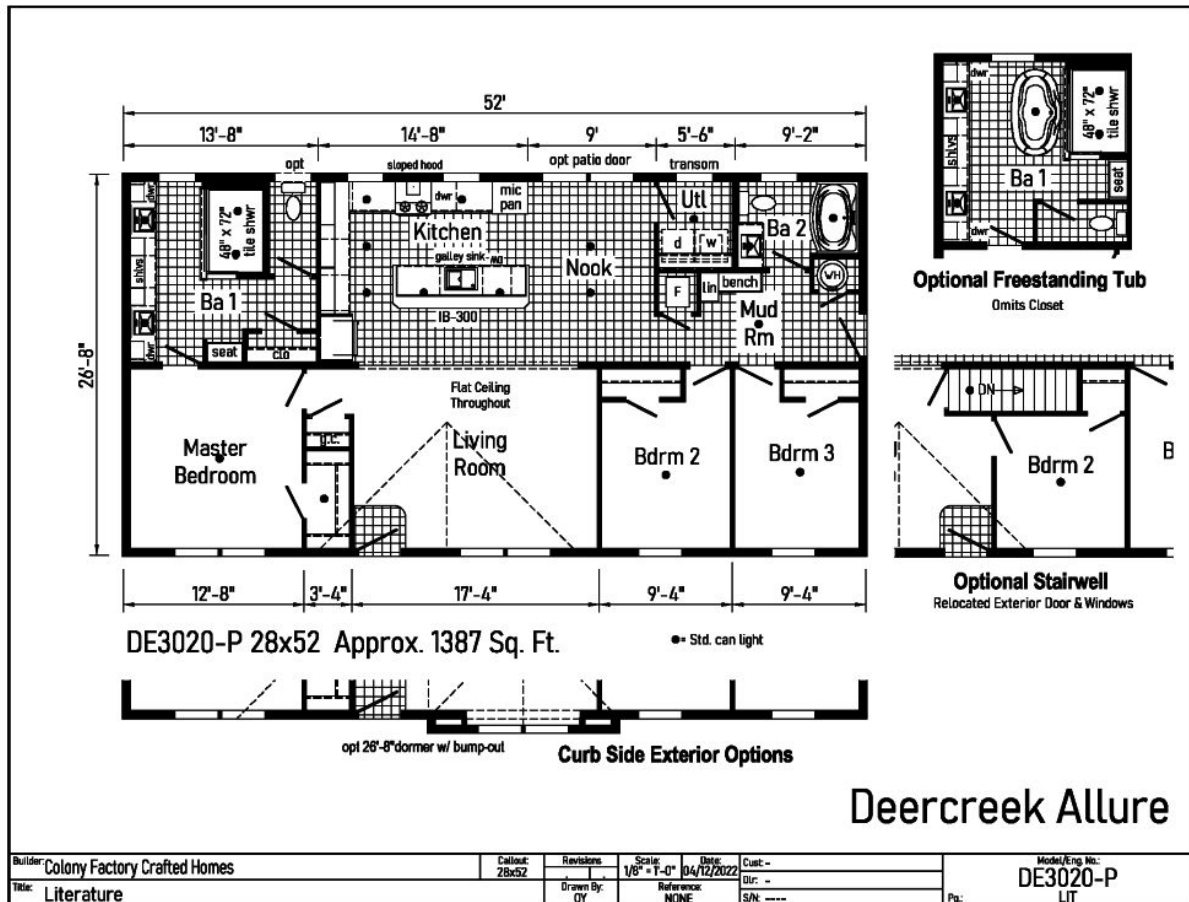 52'
13'-8" 14'-8" 9' 5'-6" 9'-2"
opt sloped hood opt patio door transom
26'-8"
dwr
shlvs
dwr
48" x 72"
tile shwr
Ba 1
seat
clo
dwr
mic
pan
Kitchen
galley sink
IB-300
Nook
Utl
d w
F
lin
bench
Ba 2
WH
Mud
Rm
Master
Bedroom
g.c.
Flat Ceiling
Throughout
Living
Room
Bdrm 2
Bdrm 3
12'-8" 3'-4" 17'-4" 9'-4" 9'-4"
DE3020-P 28x52 Approx. 1387 Sq. Ft.
= Std. can light
opt 26'-8" dormer w/ bump-out
Curb Side Exterior Options
dwr
shlvs
dwr
48" x 72"
tile shwr
Ba 1
seat
Optional Freestanding Tub
Omits Closet
DN
Bdrm 2
B
Optional Stairwell
Relocated Exterior Door & Windows
Deercreek Allure
Builder: Colony Factory Crafted Homes
Title: Literature
Callout:
28x52
Revisions
Drawn By:
OY
Scale:
1/8" = 1'-0"
Date:
04/12/2022
Reference:
NONE
Cust: -
Dlr: -
S/N: ----
Model/Eng. No.:
DE3020-P
Pg.: LIT